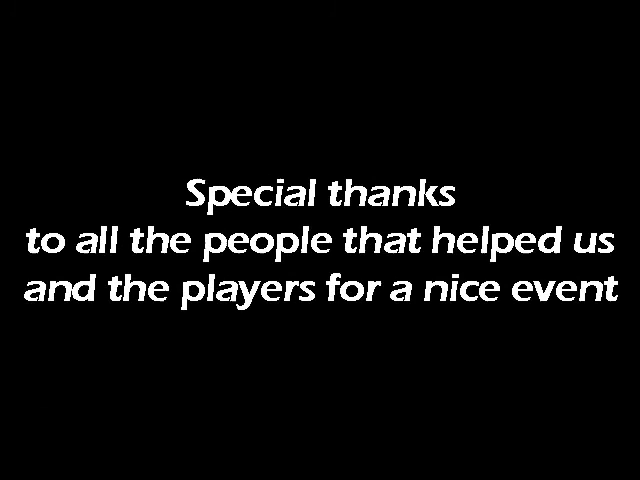 Special thanks
to all the people that helped us
and the players for a nice event